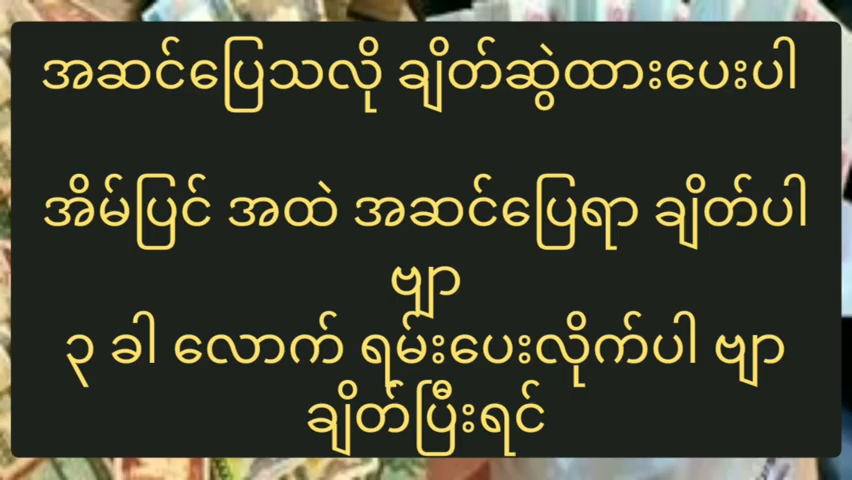 အဆင်ပြေသလို ချိတ်ဆွဲထားပေးပါ
အိမ်ပြင် အထဲ အဆင်ပြေရာ ချိတ်ပါ
ဗျာ
၃ ခါ လောက် ရမ်းပေးလိုက်ပါ ဗျာ
ချိတ်ပြီးရင်